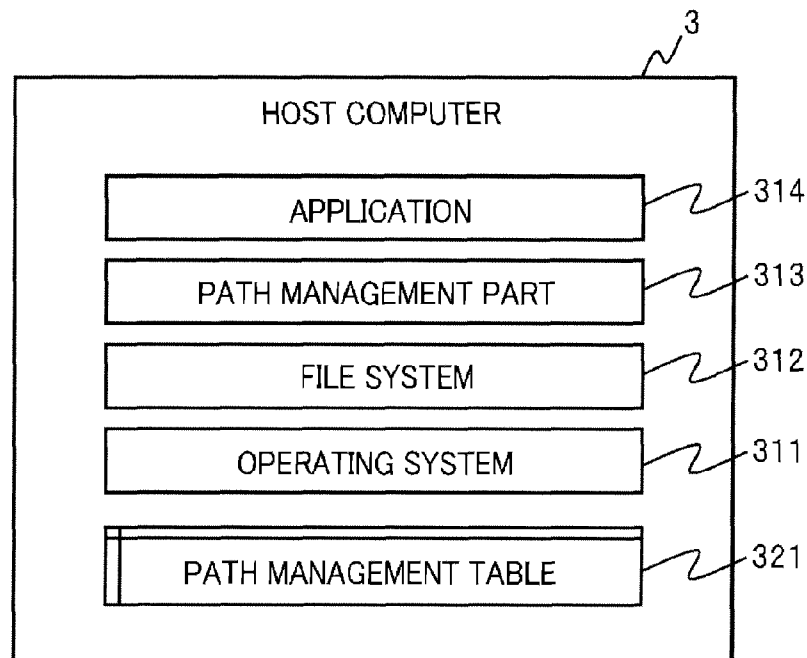 3
HOST COMPUTER
APPLICATION
314
PATH MANAGEMENT PART
313
FILE SYSTEM
312
OPERATING SYSTEM
311
PATH MANAGEMENT TABLE
321